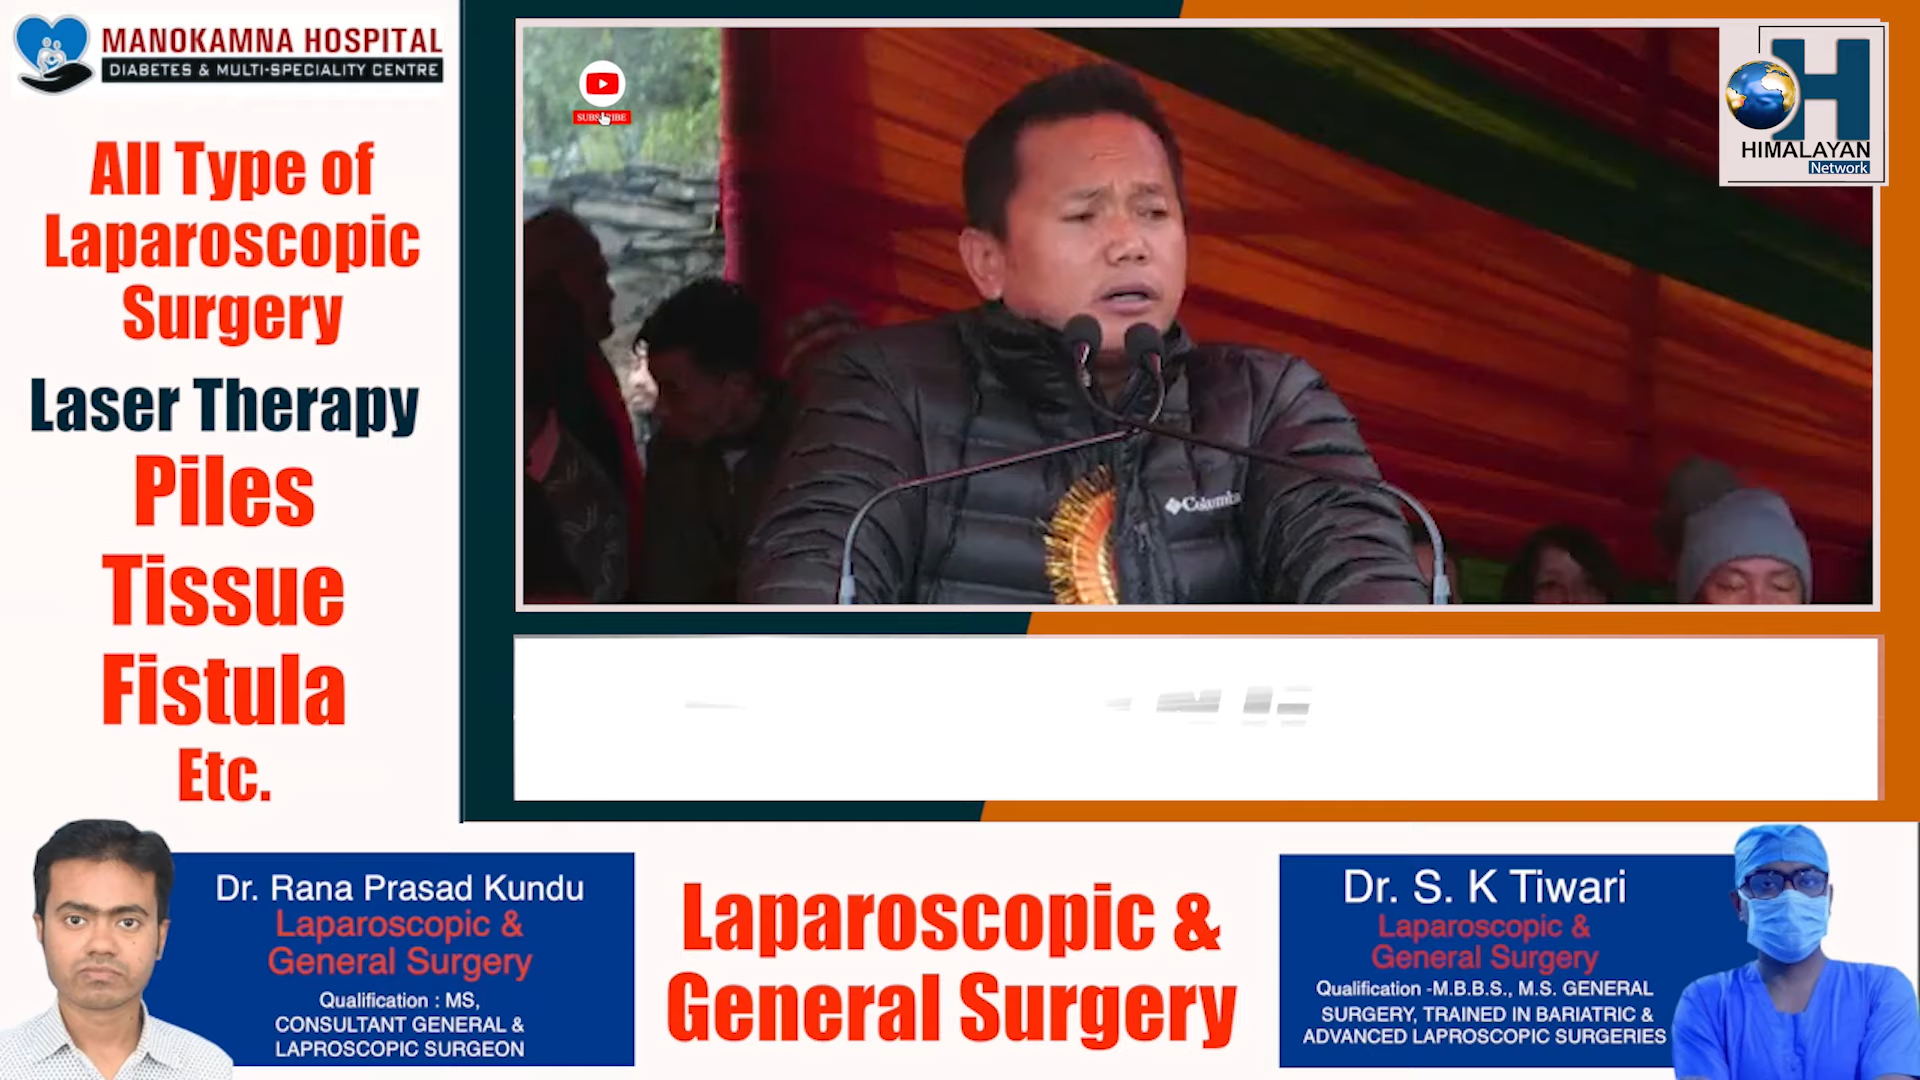 MANOKAMNA HOSPITAL
DIABETES & MULTI-SPECIALITY CENTRE
All Type of
Laparoscopic
Surgery
Laser Therapy
Piles
Tissue
Fistula
Etc.
SUBSCRIBE
Columbia
H
HIMALAYAN
Network
Dr. Rana Prasad Kundu
Laparoscopic &
General Surgery
Qualification : MS,
CONSULTANT GENERAL &
LAPROSCOPIC SURGEON
Laparoscopic &
General Surgery
Dr. S. K Tiwari
Laparoscopic &
General Surgery
Qualification -M.B.B.S., M.S. GENERAL
SURGERY, TRAINED IN BARIATRIC &
ADVANCED LAPROSCOPIC SURGERIES